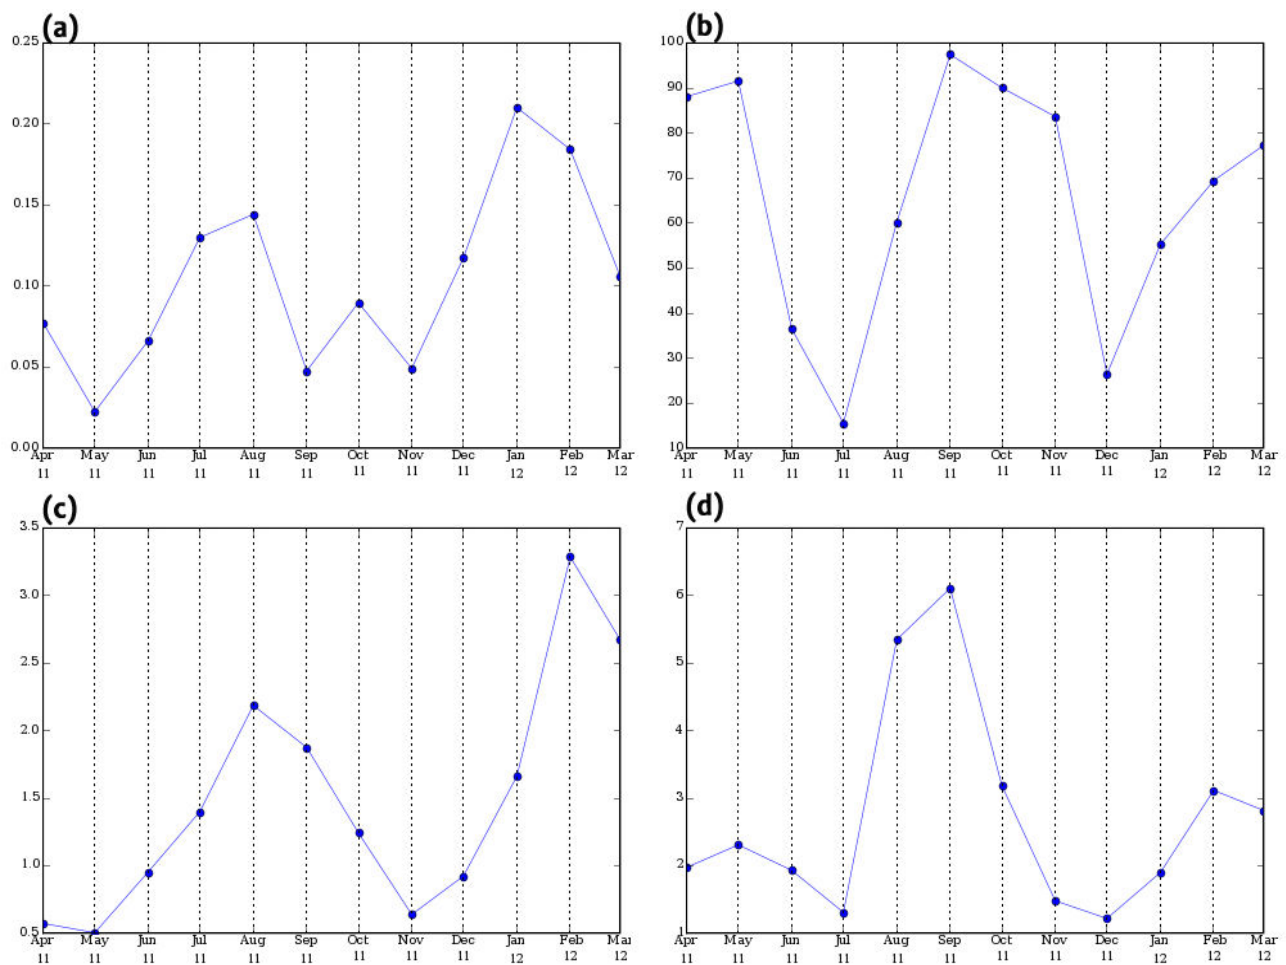 (a)
0.25
0.20
0.15
0.10
0.05
0.00
Apr May Jun Jul Aug Sep Oct Nov Dec Jan Feb Mar
11 11 11 11 11 11 11 11 11 12 12 12
(b)
100
90
80
70
60
50
40
30
20
10
Apr May Jun Jul Aug Sep Oct Nov Dec Jan Feb Mar
11 11 11 11 11 11 11 11 11 12 12 12
(c)
3.5
3.0
2.5
2.0
1.5
1.0
0.5
Apr May Jun Jul Aug Sep Oct Nov Dec Jan Feb Mar
11 11 11 11 11 11 11 11 11 12 12 12
(d)
7
6
5
4
3
2
1
Apr May Jun Jul Aug Sep Oct Nov Dec Jan Feb Mar
11 11 11 11 11 11 11 11 11 12 12 12